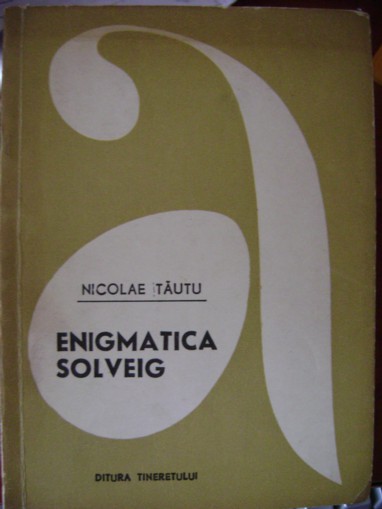 NICOLAE TĂUTU
ENIGMATICA
SOLVEIG
DITURA TINERETULUI